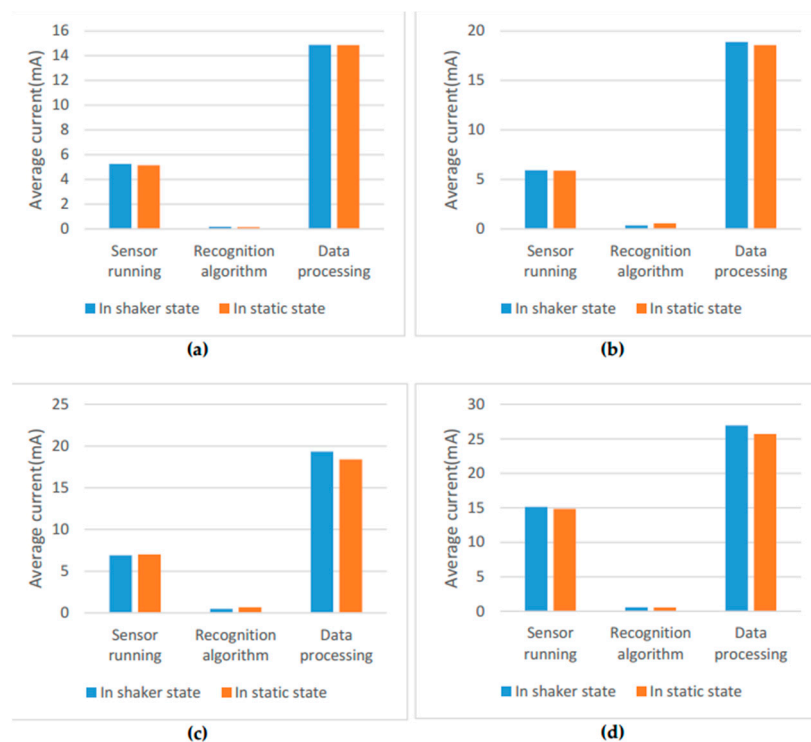 Average current(mA)
16
14
12
10
8
6
4
2
0
Sensor running
Recognition algorithm
Data processing
In shaker state
In static state
(a)
Average current(mA)
20
15
10
5
0
Sensor running
Recognition algorithm
Data processing
In shaker state
In static state
(b)
Average current(mA)
25
20
15
10
5
0
Sensor running
Recognition algorithm
Data processing
In shaker state
In static state
(c)
Average current(mA)
30
25
20
15
10
5
0
Sensor running
Recognition algorithm
Data processing
In shaker state
In static state
(d)